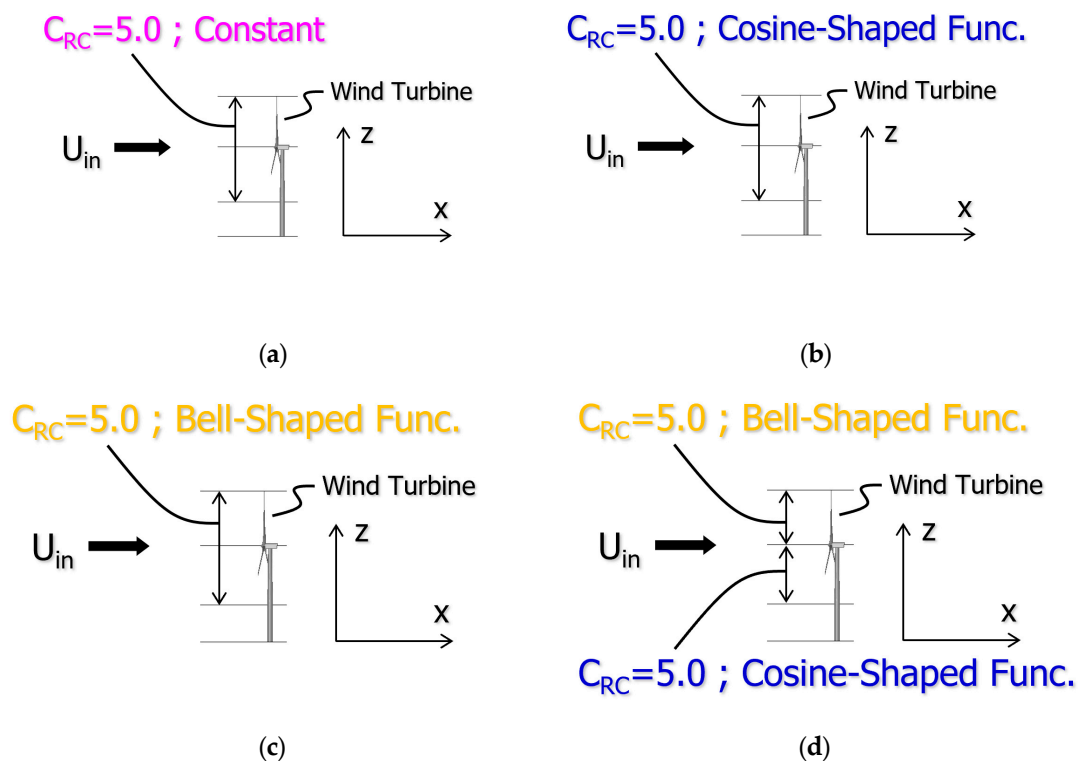 C_RC=5.0 ; Constant
Wind Turbine
U_in
z
x
(a)
C_RC=5.0 ; Cosine-Shaped Func.
Wind Turbine
U_in
z
x
(b)
C_RC=5.0 ; Bell-Shaped Func.
Wind Turbine
U_in
z
x
(c)
C_RC=5.0 ; Bell-Shaped Func.
Wind Turbine
U_in
z
x
C_RC=5.0 ; Cosine-Shaped Func.
(d)